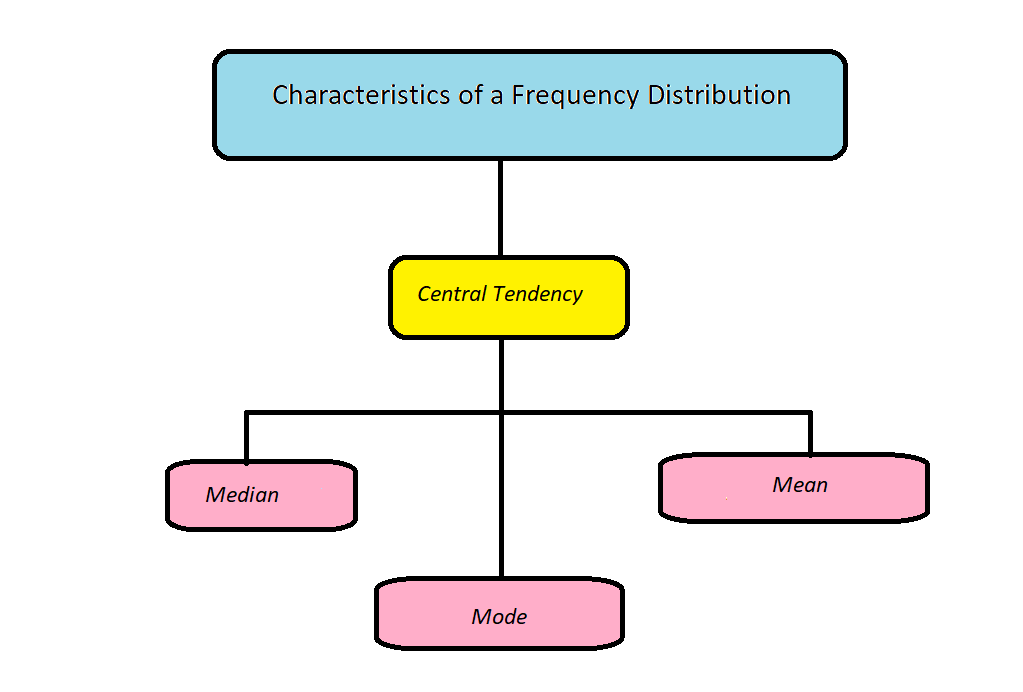 Characteristics of a Frequency Distribution
Central Tendency
Median
Mean
Mode